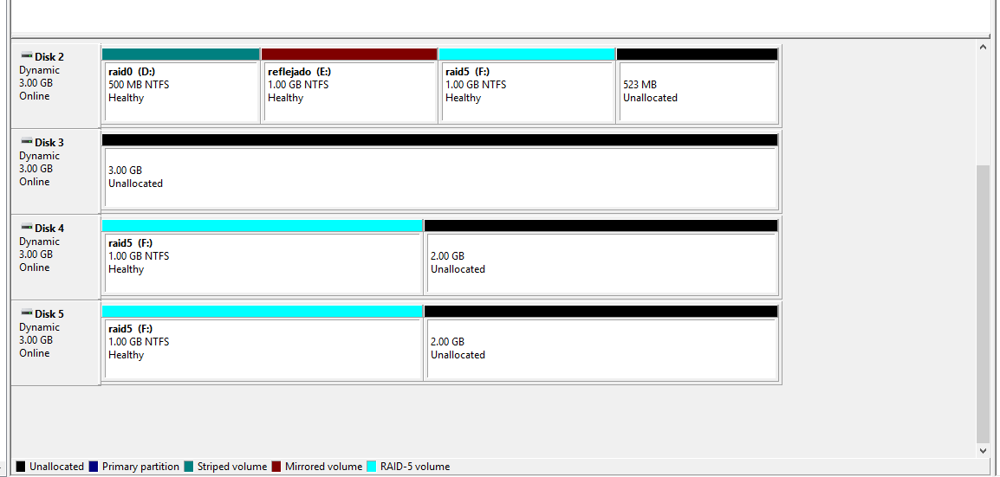 Disk 2
Dynamic
3.00 GB
Online
raid0 (D:)
500 MB NTFS
Healthy
reflejado (E:)
1.00 GB NTFS
Healthy
raid5 (F:)
1.00 GB NTFS
Healthy
523 MB
Unallocated
Disk 3
Dynamic
3.00 GB
Online
3.00 GB
Unallocated
Disk 4
Dynamic
3.00 GB
Online
raid5 (F:)
1.00 GB NTFS
Healthy
2.00 GB
Unallocated
Disk 5
Dynamic
3.00 GB
Online
raid5 (F:)
1.00 GB NTFS
Healthy
2.00 GB
Unallocated
Unallocated Primary partition Striped volume Mirrored volume RAID-5 volume